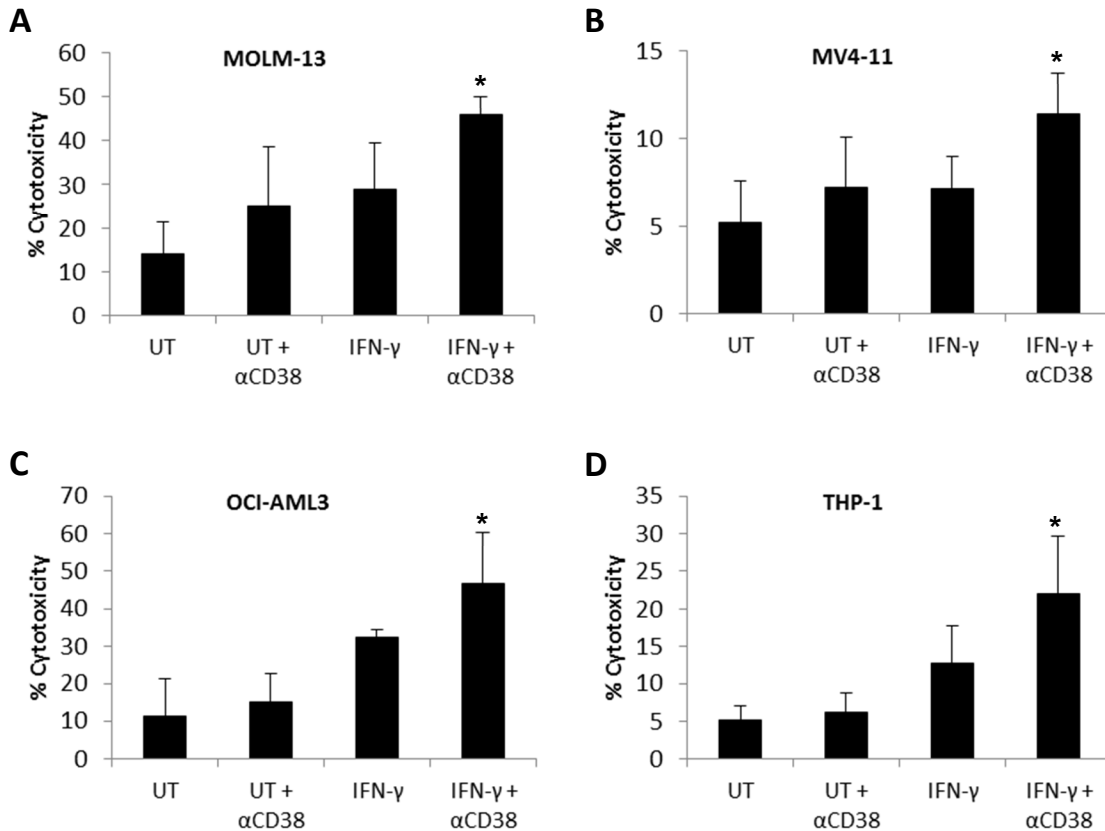 A
MOLM-13
% Cytotoxicity
60
50
40
30
20
10
0
*
UT
UT +
αCD38
IFN-γ
IFN-γ +
αCD38
B
MV4-11
% Cytotoxicity
15
10
5
0
*
UT
UT +
αCD38
IFN-γ
IFN-γ +
αCD38
C
OCI-AML3
% Cytotoxicity
70
60
50
40
30
20
10
0
*
UT
UT +
αCD38
IFN-γ
IFN-γ +
αCD38
D
THP-1
% Cytotoxicity
35
30
25
20
15
10
5
0
*
UT
UT +
αCD38
IFN-γ
IFN-γ +
αCD38